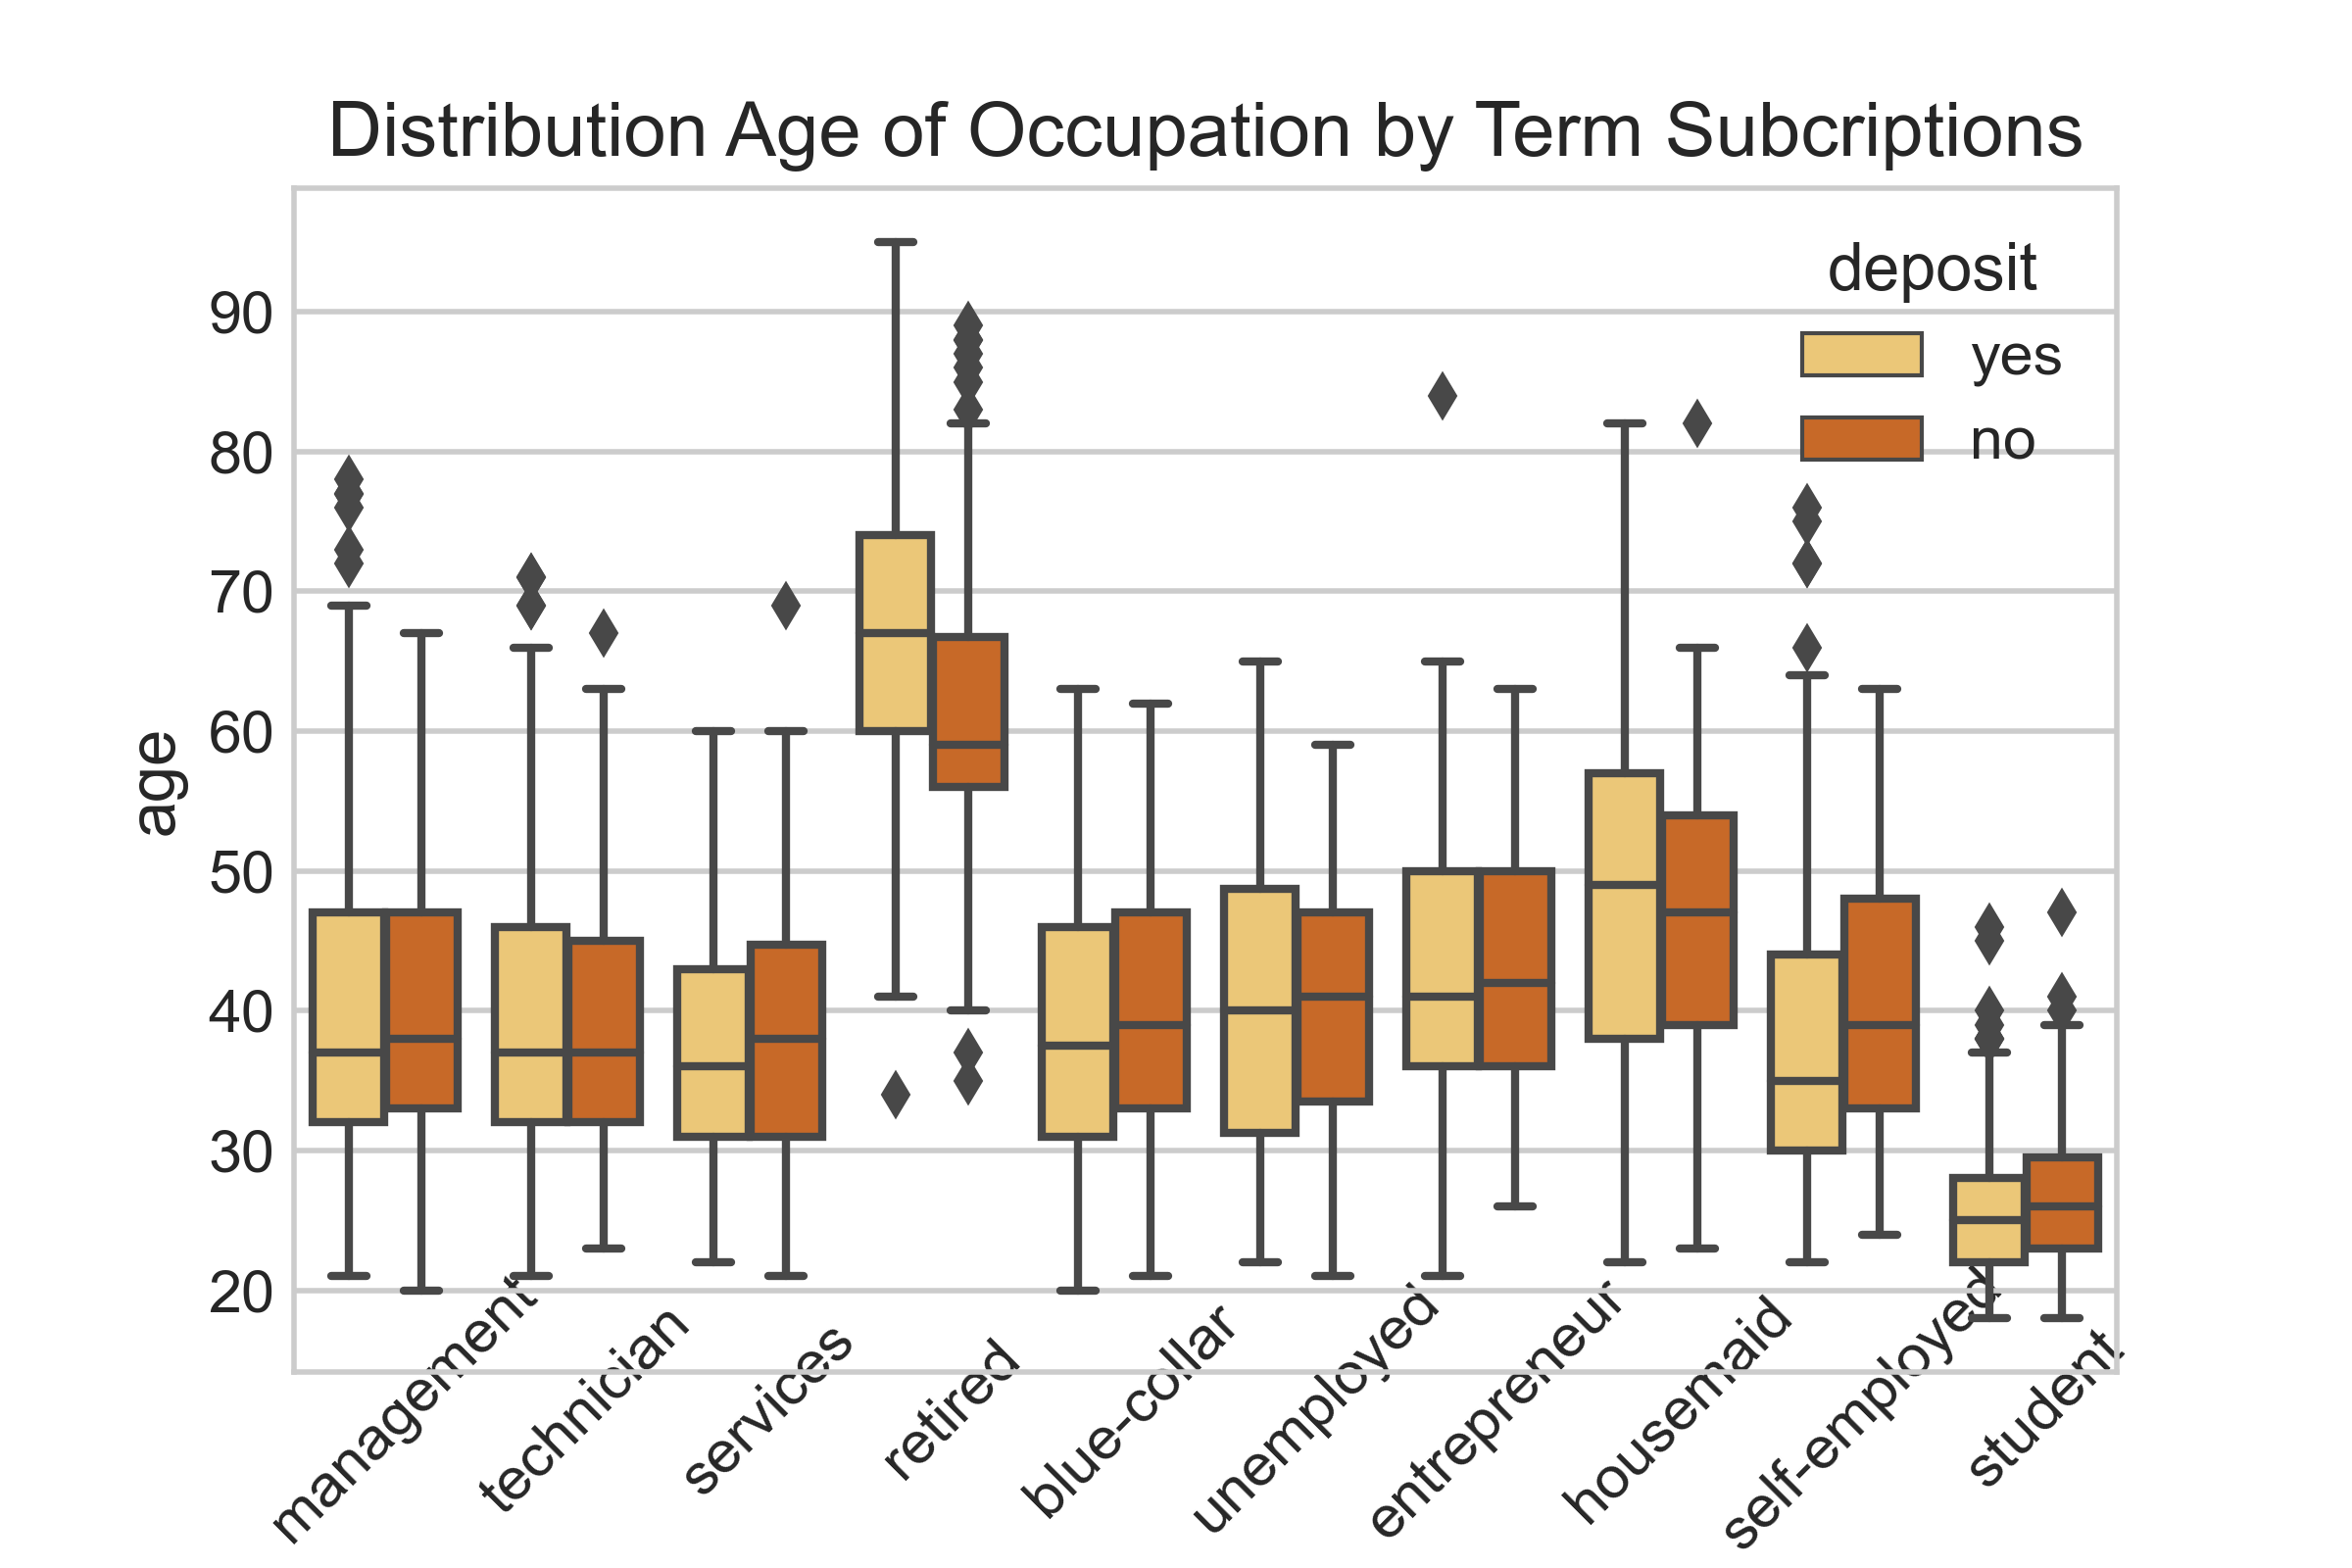 Distribution Age of Occupation by Term Subcriptions
deposit
yes
no
90
80
70
60
50
40
30
20
age
management
technician
services
retired
blue-collar
unemployed
entrepreneur
housemaid
self-employed
student